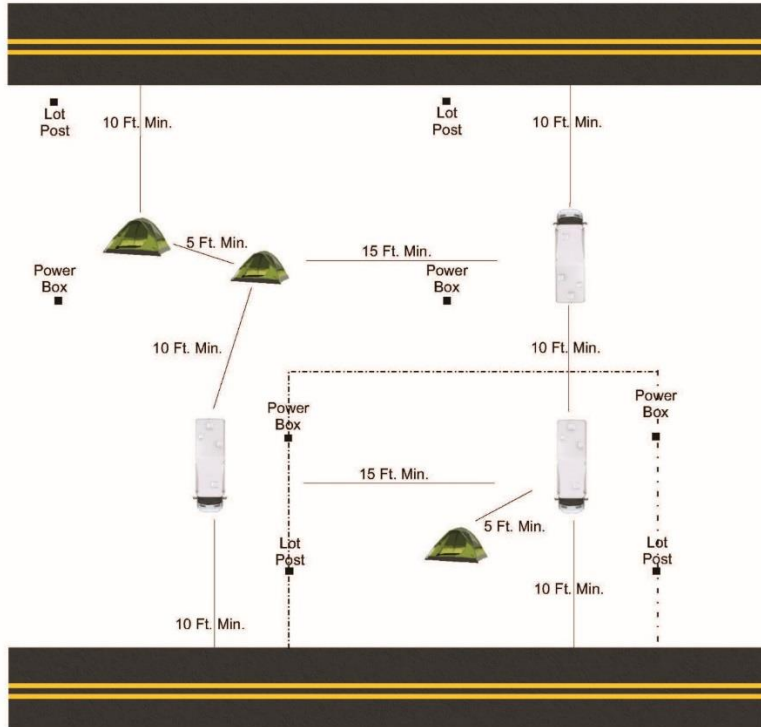 Lot
Post
10 Ft. Min.
Lot
Post
10 Ft. Min.
5 Ft. Min.
15 Ft. Min.
Power
Box
Power
Box
10 Ft. Min.
10 Ft. Min.
Power
Box
Power
Box
15 Ft. Min.
5 Ft. Min.
Lot
Post
Lot
Post
10 Ft. Min.
10 Ft. Min.